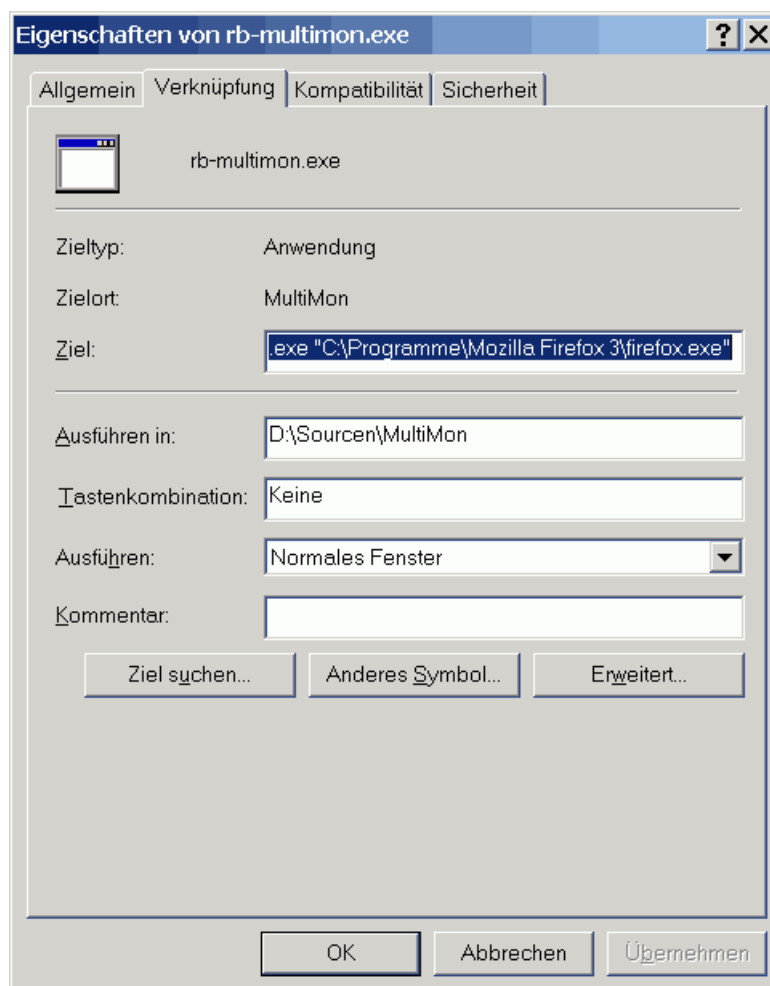 Eigenschaften von rb-multimon.exe
Allgemein Verknüpfung Kompatibilität Sicherheit
rb-multimon.exe
Zieltyp: Anwendung
Zielort: MultiMon
Ziel: .exe "C:\Programme\Mozilla Firefox 3\firefox.exe"
Ausführen in: D:\Sourcen\MultiMon
Tastenkombination: Keine
Ausführen: Normales Fenster
Kommentar:
Ziel suchen... Anderes Symbol... Erweitert...
OK Abbrechen Übernehmen